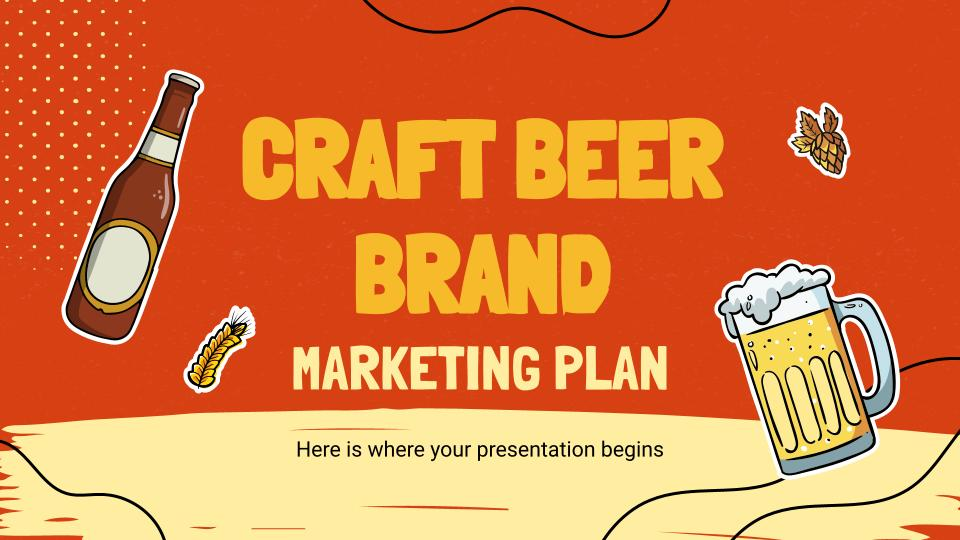 CRAFT BEER
BRAND
MARKETING PLAN
Here is where your presentation begins